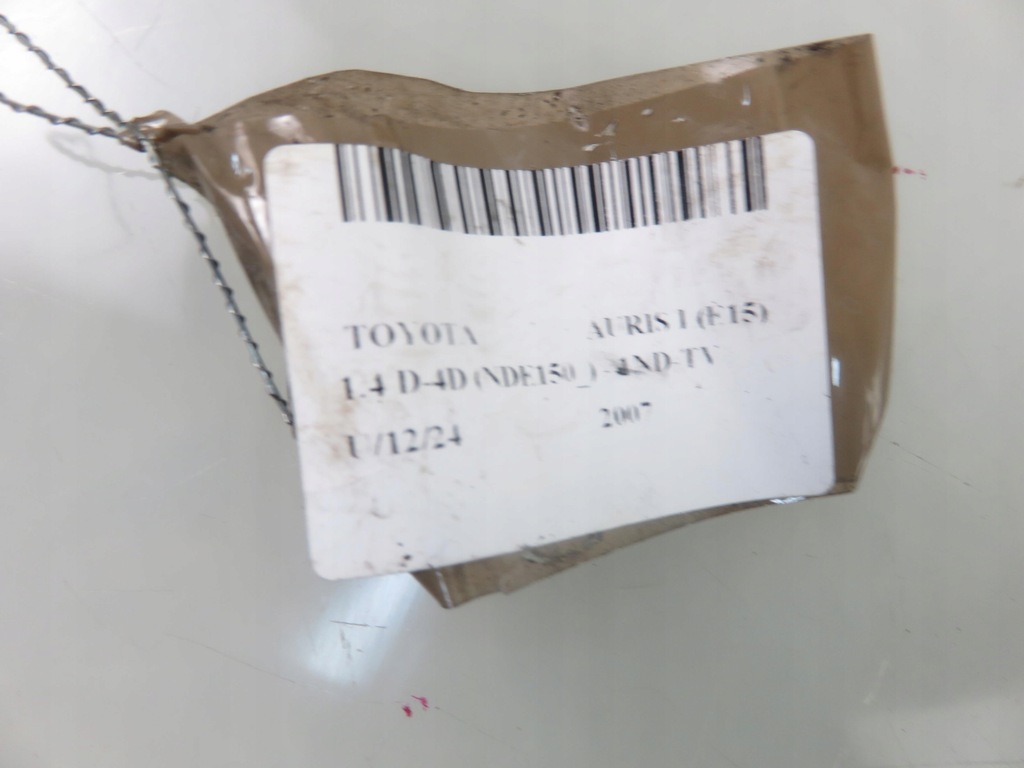 TOYOTA AURIS I (E15)
1.4 D-4D (NDE150_) 1ND-TV
U/12/24 2007